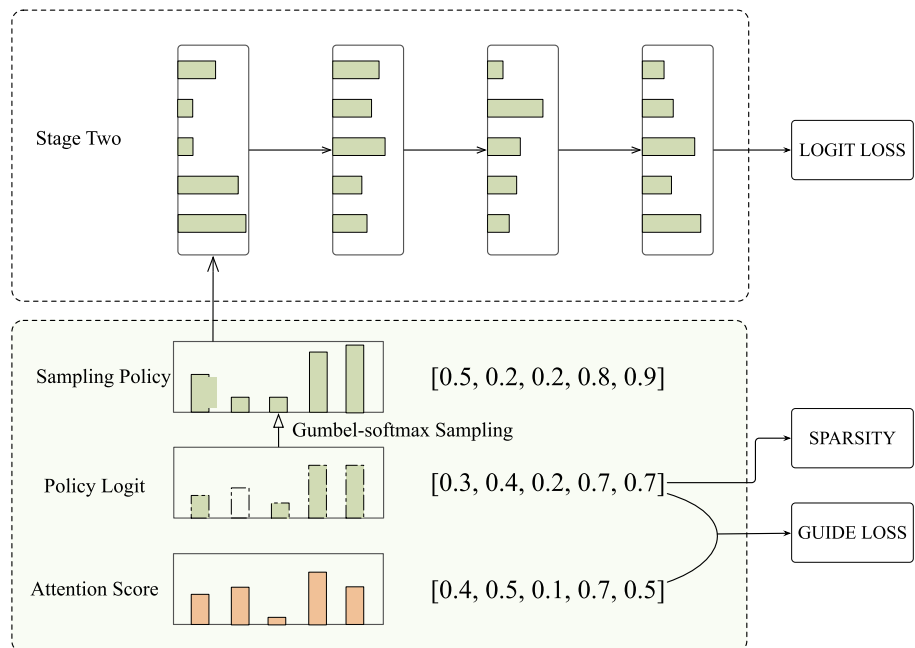 Stage Two
LOGIT LOSS
Sampling Policy
[0.5, 0.2, 0.2, 0.8, 0.9]
Gumbel-softmax Sampling
SPARSITY
Policy Logit
[0.3, 0.4, 0.2, 0.7, 0.7]
GUIDE LOSS
Attention Score
[0.4, 0.5, 0.1, 0.7, 0.5]